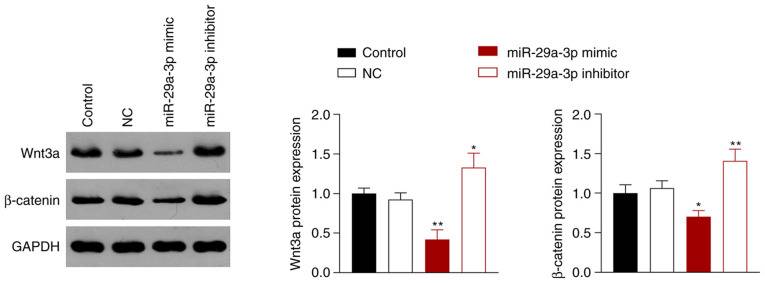 Control
NC
miR-29a-3p mimic
miR-29a-3p inhibitor
Wnt3a
β-catenin
GAPDH
Control
NC
miR-29a-3p mimic
miR-29a-3p inhibitor
Wnt3a protein expression
2.0
1.5
1.0
0.5
0.0
**
*
β-catenin protein expression
2.0
1.5
1.0
0.5
0.0
*
**